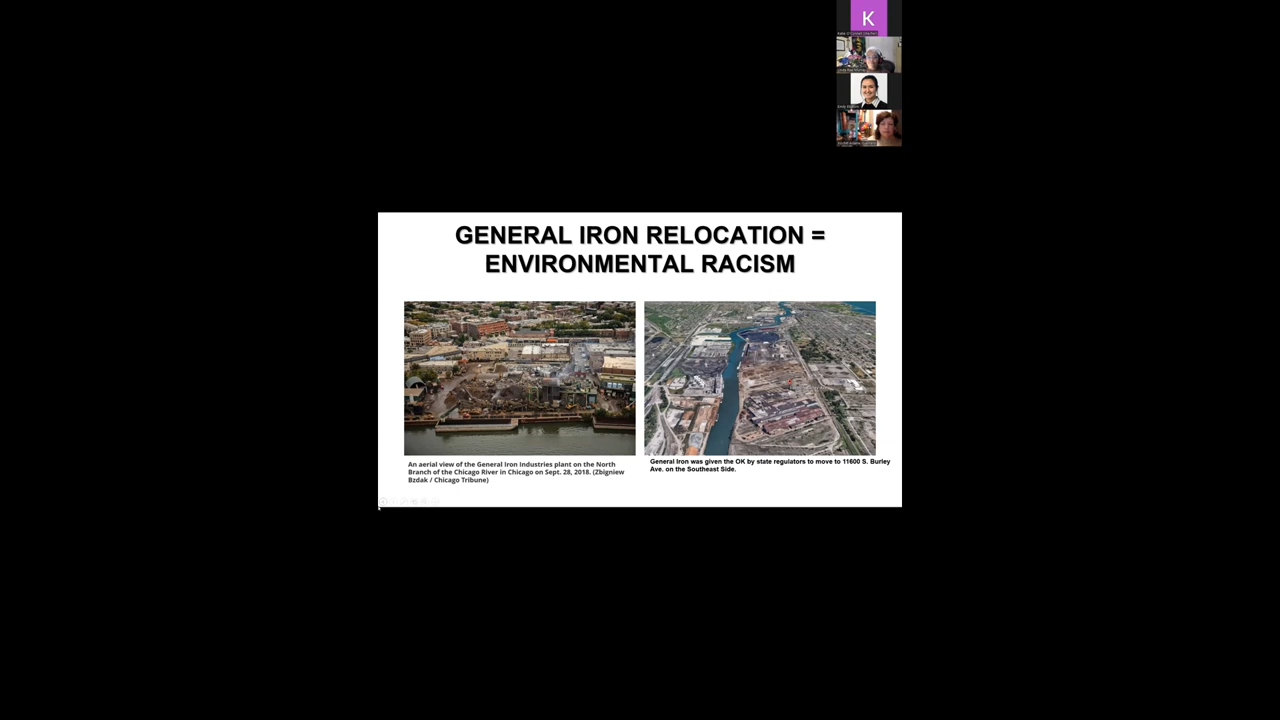 K
GENERAL IRON RELOCATION =
ENVIRONMENTAL RACISM
An aerial view of the General Iron Industries plant on the North
Branch of the Chicago River in Chicago on Sept. 28, 2018. (Zbigniew
Bzdak / Chicago Tribune)
General Iron was given the OK by state regulators to move to 11600 S. Burley
Ave. on the Southeast Side.